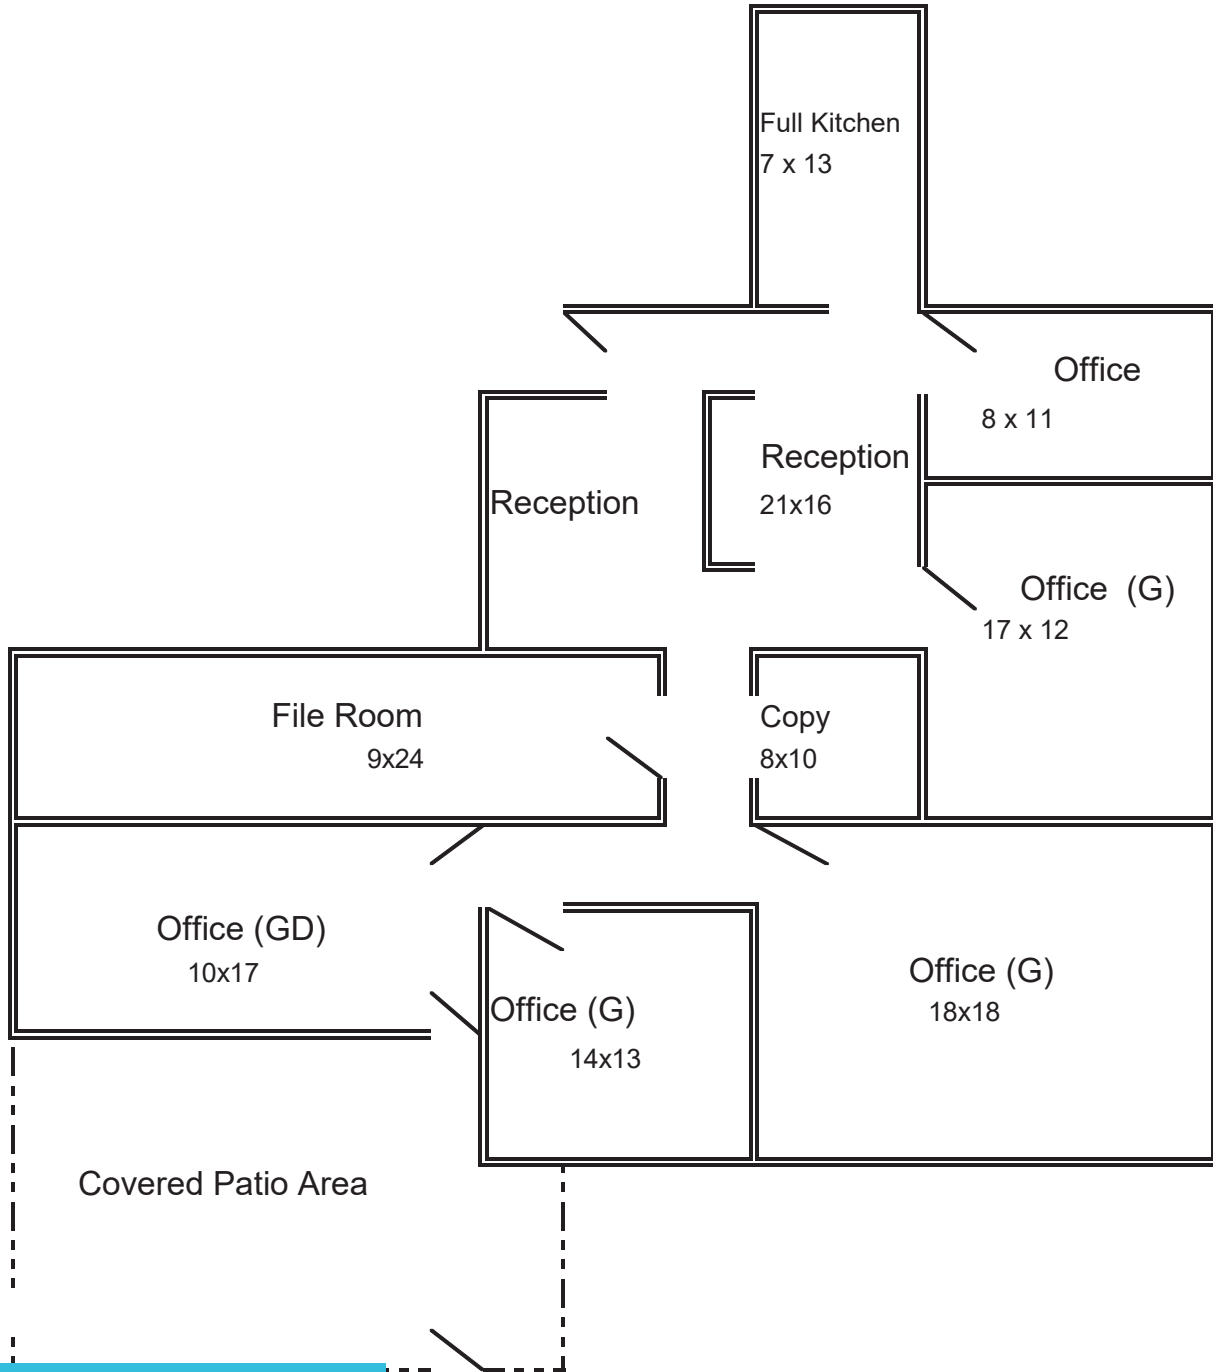 Full Kitchen
7 x 13
Office
8 x 11
Reception
21x16
Reception
Office (G)
17 x 12
File Room
9x24
Copy
8x10
Office (GD)
10x17
Office (G)
14x13
Office (G)
18x18
Covered Patio Area